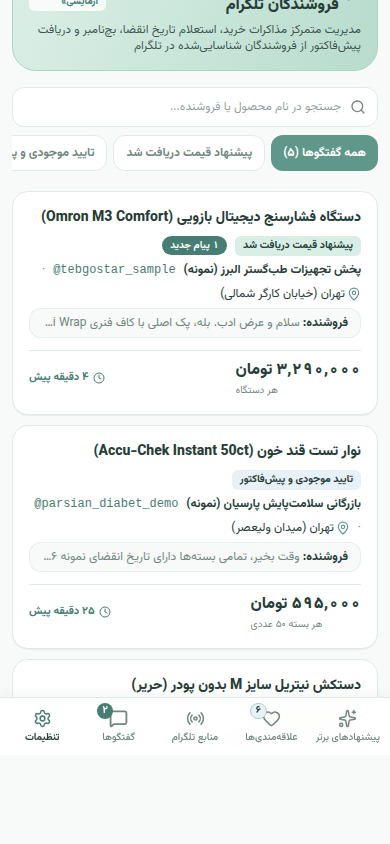 فروشندگان تلگرام
آزمایشی»
مدیریت متمرکز مذاکرات خرید، استعلام تاریخ انقضا، بچ‌نامبر و دریافت
پیش‌فاکتور از فروشندگان شناسایی‌شده در تلگرام
جستجو در نام محصول یا فروشنده...
همه گفتگوها (۵)
پیشنهاد قیمت دریافت شد
تایید موجودی و پ
دستگاه فشارسنج دیجیتال بازویی (Omron M3 Comfort)
پیشنهاد قیمت دریافت شد
۱ پیام جدید
پخش تجهیزات طب‌گستر البرز (نمونه) @tebgostar_sample ·
تهران (خیابان کارگر شمالی)
فروشنده: سلام و عرض ادب. بله، پک اصلی با کاف فنری i Wrap...
۳,۲۹۰,۰۰۰ تومان
هر دستگاه
۴ دقیقه پیش
نوار تست قند خون (Accu-Chek Instant 50ct)
تایید موجودی و پیش‌فاکتور
بازرگانی سلامت‌پایش پارسیان (نمونه) @parsian_diabet_demo
· تهران (میدان ولیعصر)
فروشنده: وقت بخیر، تمامی بسته‌ها دارای تاریخ انقضای نمونه ۶...
۵۹۵,۰۰۰ تومان
هر بسته ۵۰ عددی
۲۵ دقیقه پیش
دستکش نیتریل سایز M بدون پودر (حریر)
پیشنهادهای برتر
۶
علاقه‌مندی‌ها
منابع تلگرام
۲
گفتگوها
تنظیمات